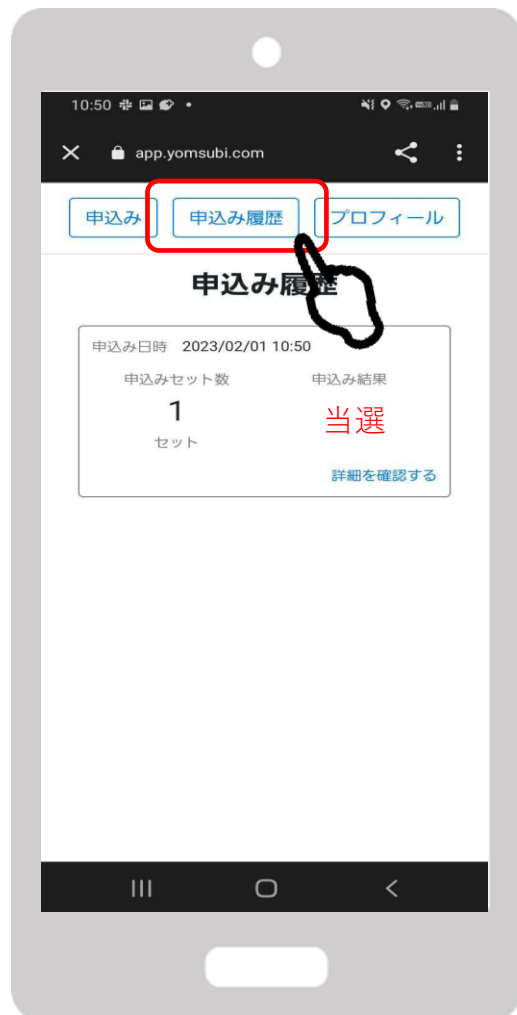 10:50
app.yomsubi.com
申込み 申込み履歴 プロフィール
申込み履歴
申込み日時 2023/02/01 10:50
申込みセット数 申込み結果
1 当選
セット
詳細を確認する